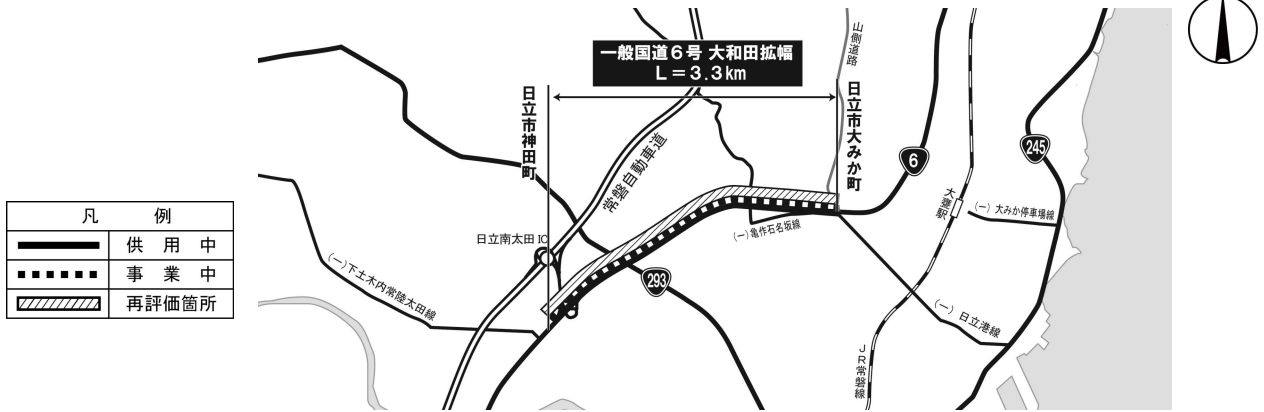 一般国道6号 大和田拡幅
L=3.3km
山側道路
日立市神田町
日立市大みか町
常磐自動車道
6
245
大甕駅
(一)大みか停車場線
(一)亀作石名坂線
日立南太田IC
293
(一)下土木内常陸太田線
(一)日立港線
JR常磐線
凡 例
供 用 中
事 業 中
再評価箇所